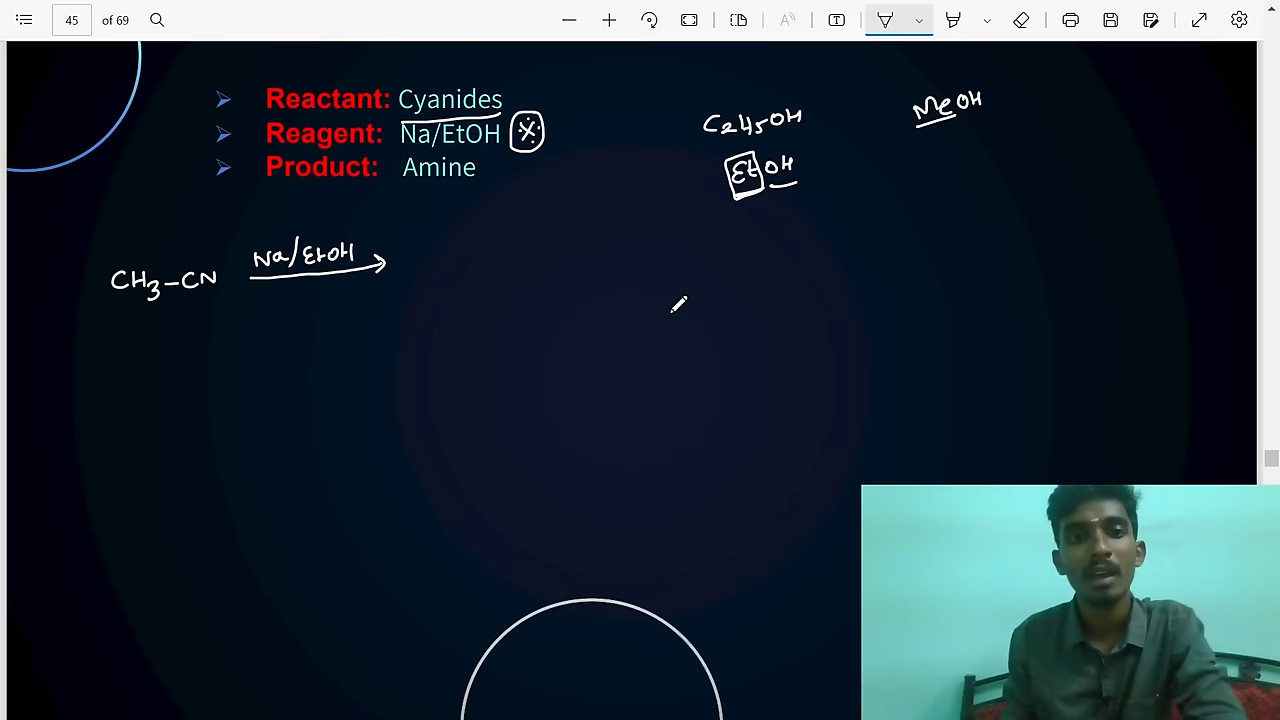 45 of 69
Reactant: Cyanides
Reagent: Na/EtOH
Product: Amine
C2H5OH
EtOH
MeOH
CH3-CN Na/EtOH